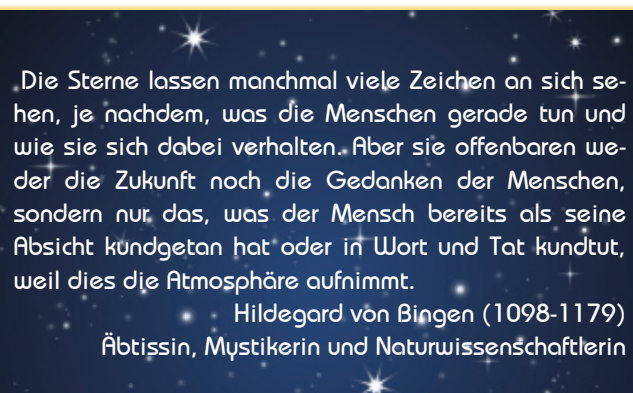 „Die Sterne lassen manchmal viele Zeichen an sich se-
hen, je nachdem, was die Menschen gerade tun und
wie sie sich dabei verhalten. Aber sie offenbaren we-
der die Zukunft noch die Gedanken der Menschen,
sondern nur das, was der Mensch bereits als seine
Absicht kundgetan hat oder in Wort und Tat kundtut,
weil dies die Atmosphäre aufnimmt.
Hildegard von Bingen (1098-1179)
Äbtissin, Mystikerin und Naturwissenschaftlerin